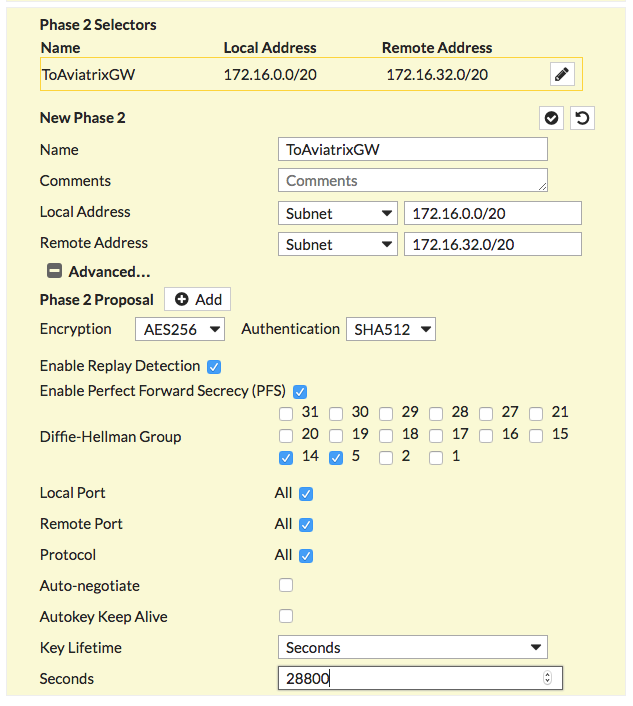 Phase 2 Selectors
Name Local Address Remote Address
ToAviatrixGW 172.16.0.0/20 172.16.32.0/20
New Phase 2
Name ToAviatrixGW
Comments Comments
Local Address Subnet 172.16.0.0/20
Remote Address Subnet 172.16.32.0/20
Advanced...
Phase 2 Proposal Add
Encryption AES256 Authentication SHA512
Enable Replay Detection
Enable Perfect Forward Secrecy (PFS)
31 30 29 28 27 21
Diffie-Hellman Group 20 19 18 17 16 15
14 5 2 1
Local Port All
Remote Port All
Protocol All
Auto-negotiate
Autokey Keep Alive
Key Lifetime Seconds
Seconds 28800